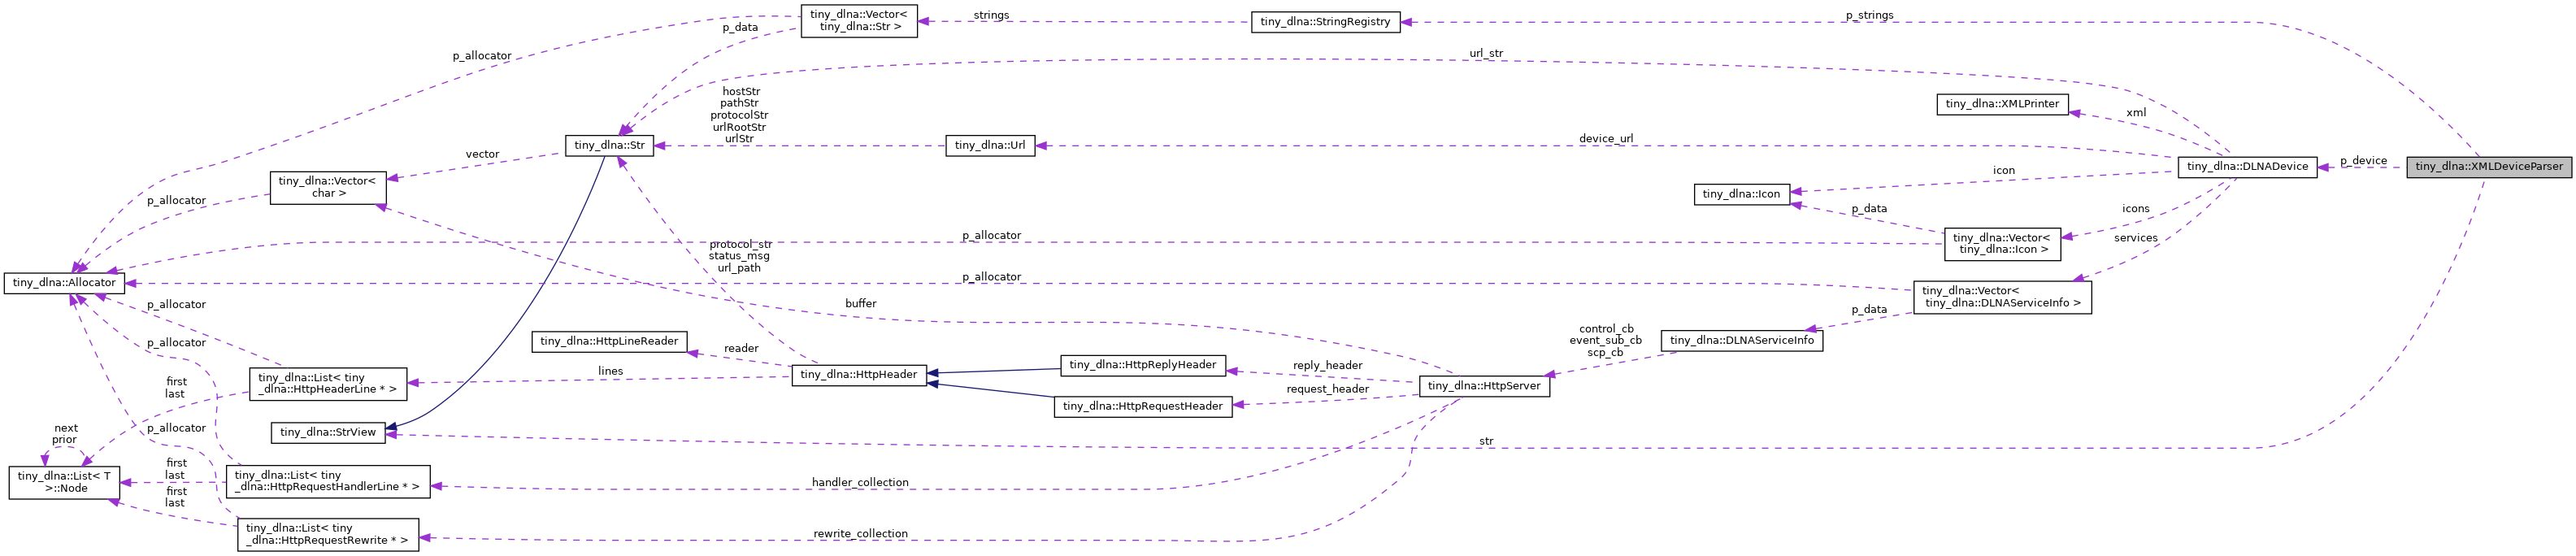 tiny_dlna::Vector<
tiny_dlna::Str >
strings
tiny_dlna::StringRegistry
p_strings
p_data
p_allocator
url_str
hostStr
pathStr
protocolStr
urlRootStr
urlStr
tiny_dlna::XMLPrinter
xml
tiny_dlna::Str
tiny_dlna::Url
device_url
vector
tiny_dlna::DLNADevice
p_device
tiny_dlna::XMLDeviceParser
tiny_dlna::Vector<
char >
icon
tiny_dlna::Icon
p_allocator
p_data
icons
p_allocator
tiny_dlna::Vector<
tiny_dlna::Icon >
services
protocol_str
status_msg
url_path
tiny_dlna::Allocator
p_allocator
tiny_dlna::Vector<
tiny_dlna::DLNAServiceInfo >
p_allocator
buffer
p_data
control_cb
event_sub_cb
scp_cb
tiny_dlna::DLNAServiceInfo
p_allocator
tiny_dlna::HttpLineReader
reader
tiny_dlna::HttpReplyHeader
reply_header
lines
tiny_dlna::HttpHeader
tiny_dlna::List< tiny
_dlna::HttpHeaderLine * >
first
last
tiny_dlna::HttpServer
request_header
tiny_dlna::HttpRequestHeader
next
prior
p_allocator
tiny_dlna::StrView
str
first
last
tiny_dlna::List< T
>::Node
tiny_dlna::List< tiny
_dlna::HttpRequestHandlerLine * >
handler_collection
first
last
tiny_dlna::List< tiny
_dlna::HttpRequestRewrite * >
rewrite_collection